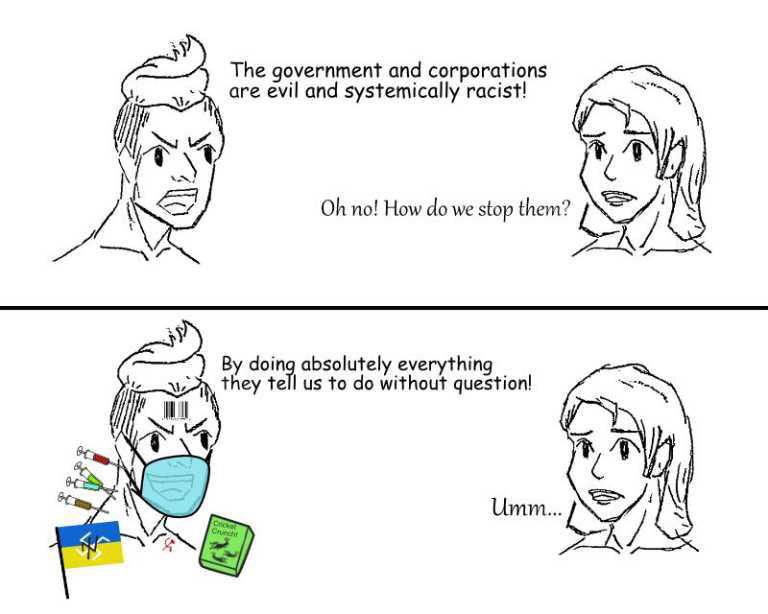 The government and corporations
are evil and systemically racist!
Oh no! How do we stop them?
By doing absolutely everything
they tell us to do without question!
Cricket
Crunch!
Umm...